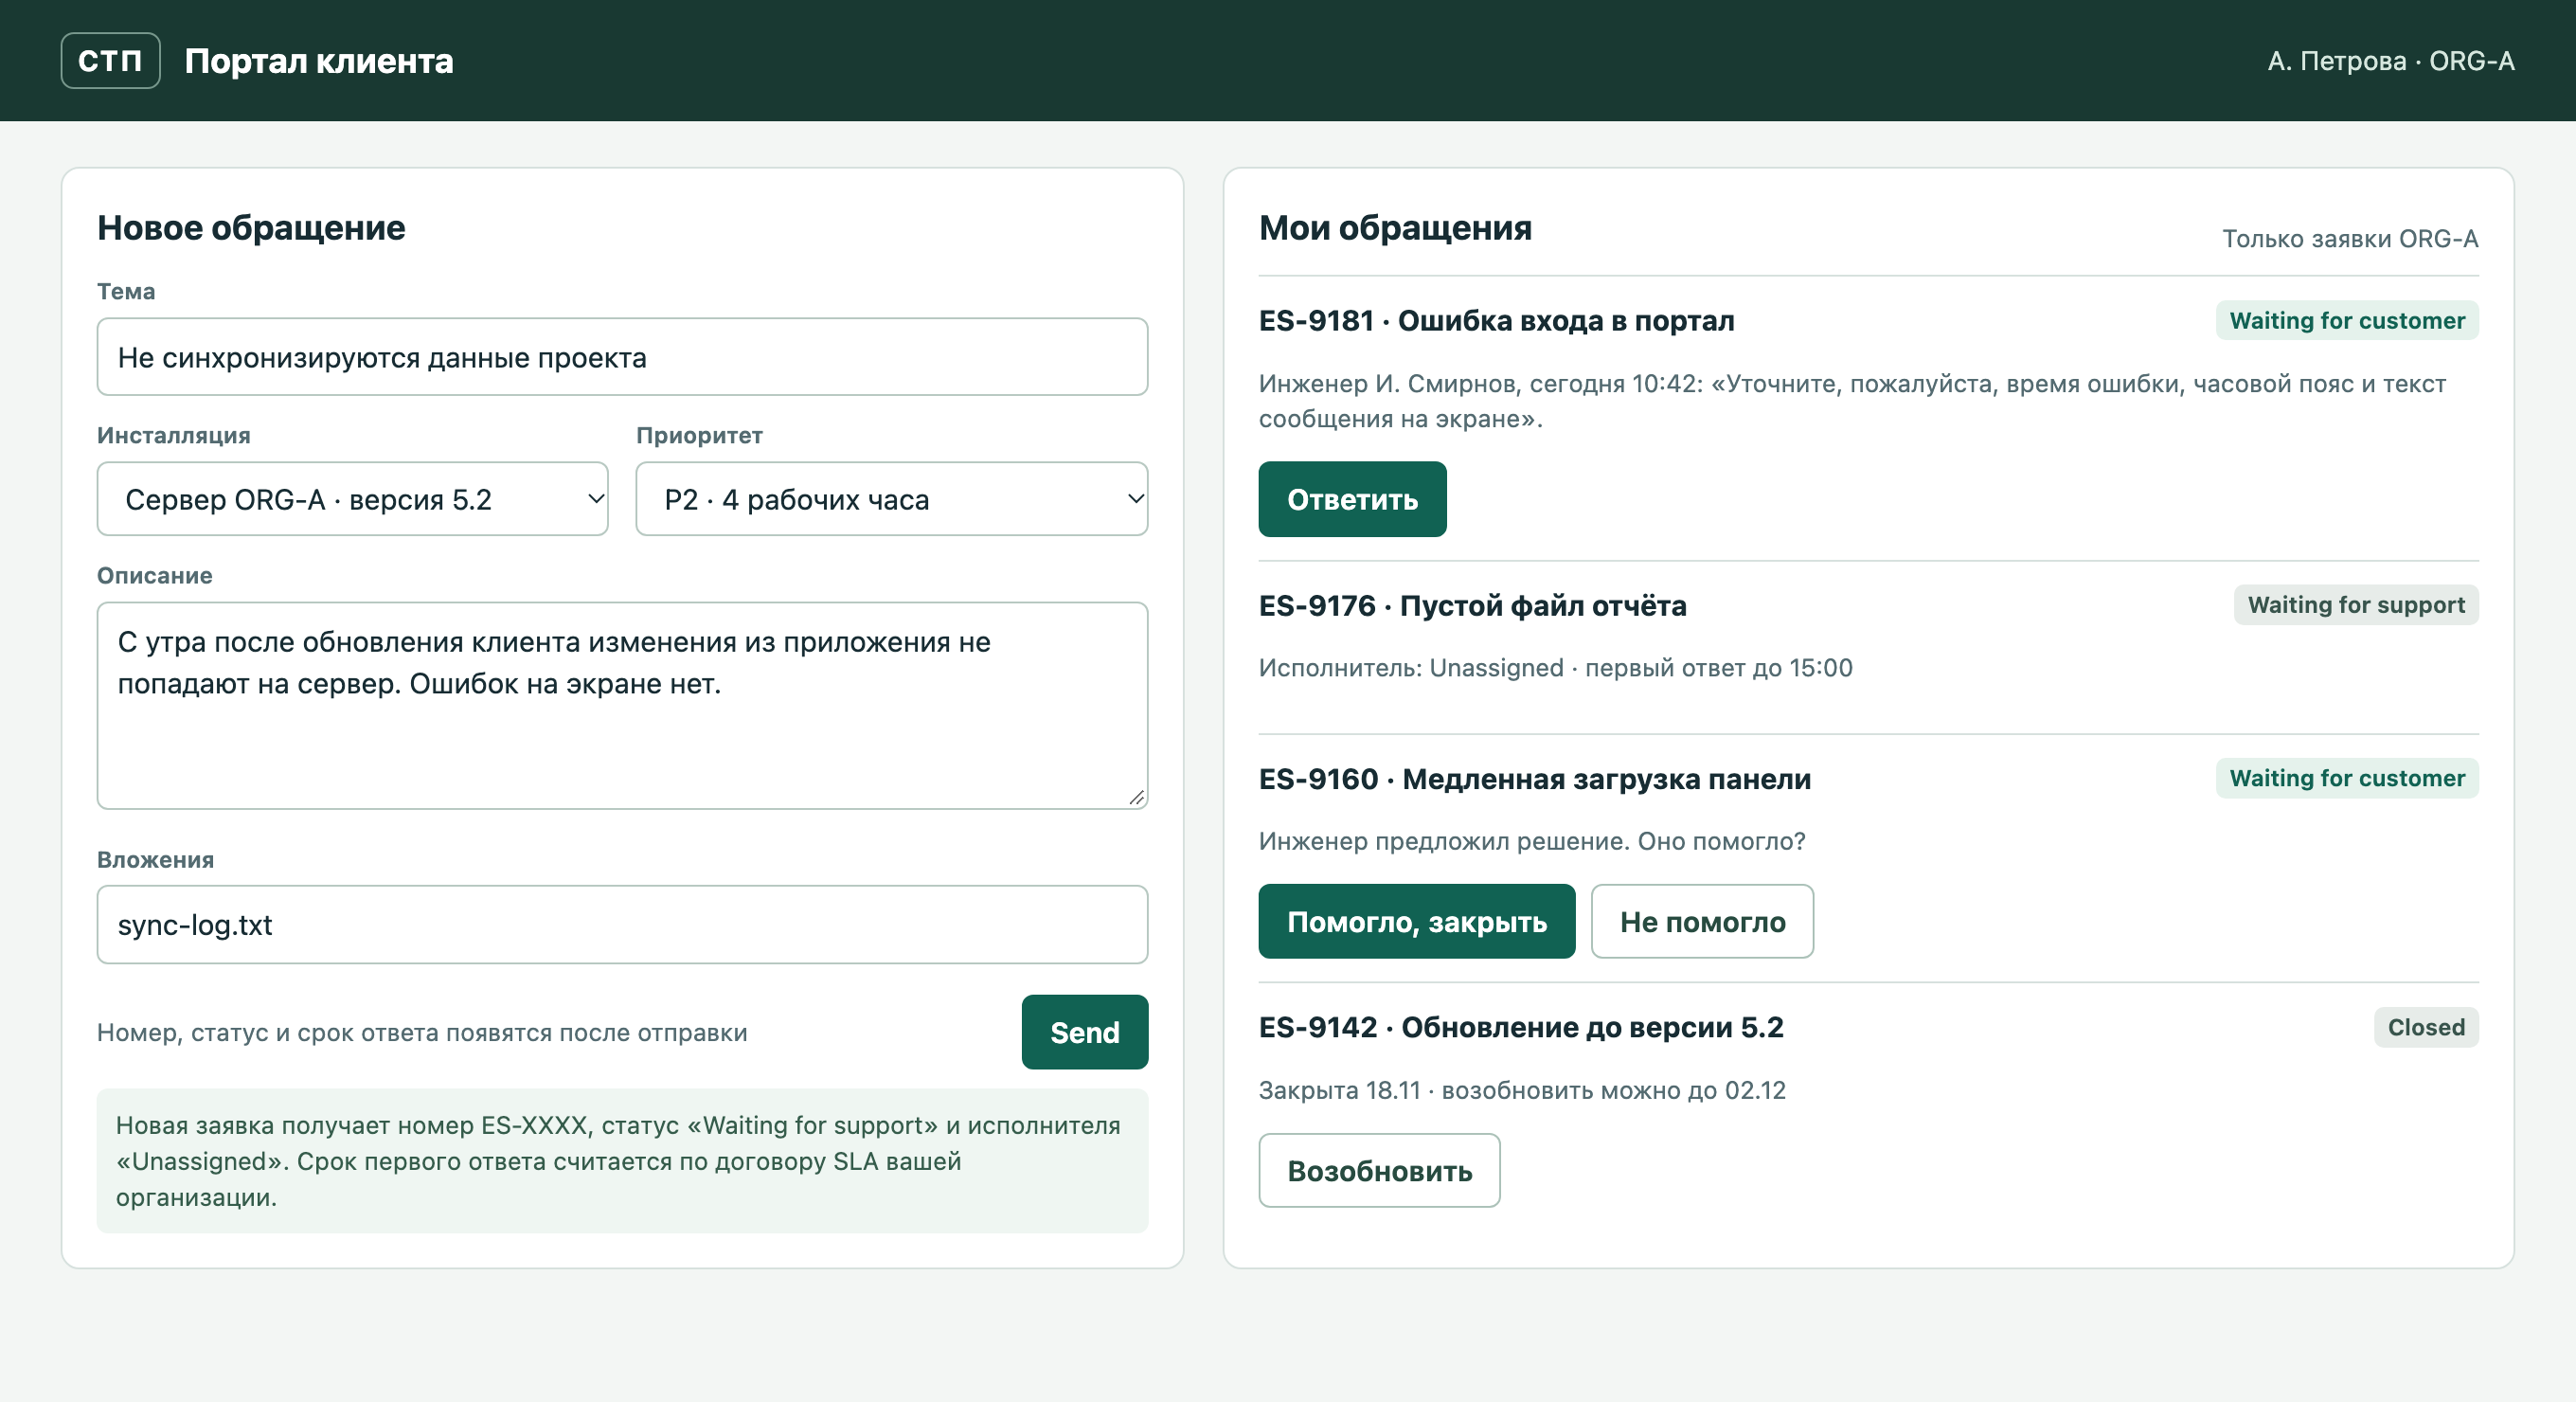 СТП
Портал клиента
А. Петрова · ORG-A
Новое обращение
Тема
Не синхронизируются данные проекта
Инсталляция
Приоритет
Сервер ORG-A · версия 5.2
P2 · 4 рабочих часа
Описание
С утра после обновления клиента изменения из приложения не
попадают на сервер. Ошибок на экране нет.
Вложения
sync-log.txt
Номер, статус и срок ответа появятся после отправки
Send
Новая заявка получает номер ES-XXXX, статус «Waiting for support» и исполнителя
«Unassigned». Срок первого ответа считается по договору SLA вашей
организации.
Мои обращения
Только заявки ORG-A
ES-9181 · Ошибка входа в портал
Waiting for customer
Инженер И. Смирнов, сегодня 10:42: «Уточните, пожалуйста, время ошибки, часовой пояс и текст
сообщения на экране».
Ответить
ES-9176 · Пустой файл отчёта
Waiting for support
Исполнитель: Unassigned · первый ответ до 15:00
ES-9160 · Медленная загрузка панели
Waiting for customer
Инженер предложил решение. Оно помогло?
Помогло, закрыть
Не помогло
ES-9142 · Обновление до версии 5.2
Closed
Закрыта 18.11 · возобновить можно до 02.12
Возобновить